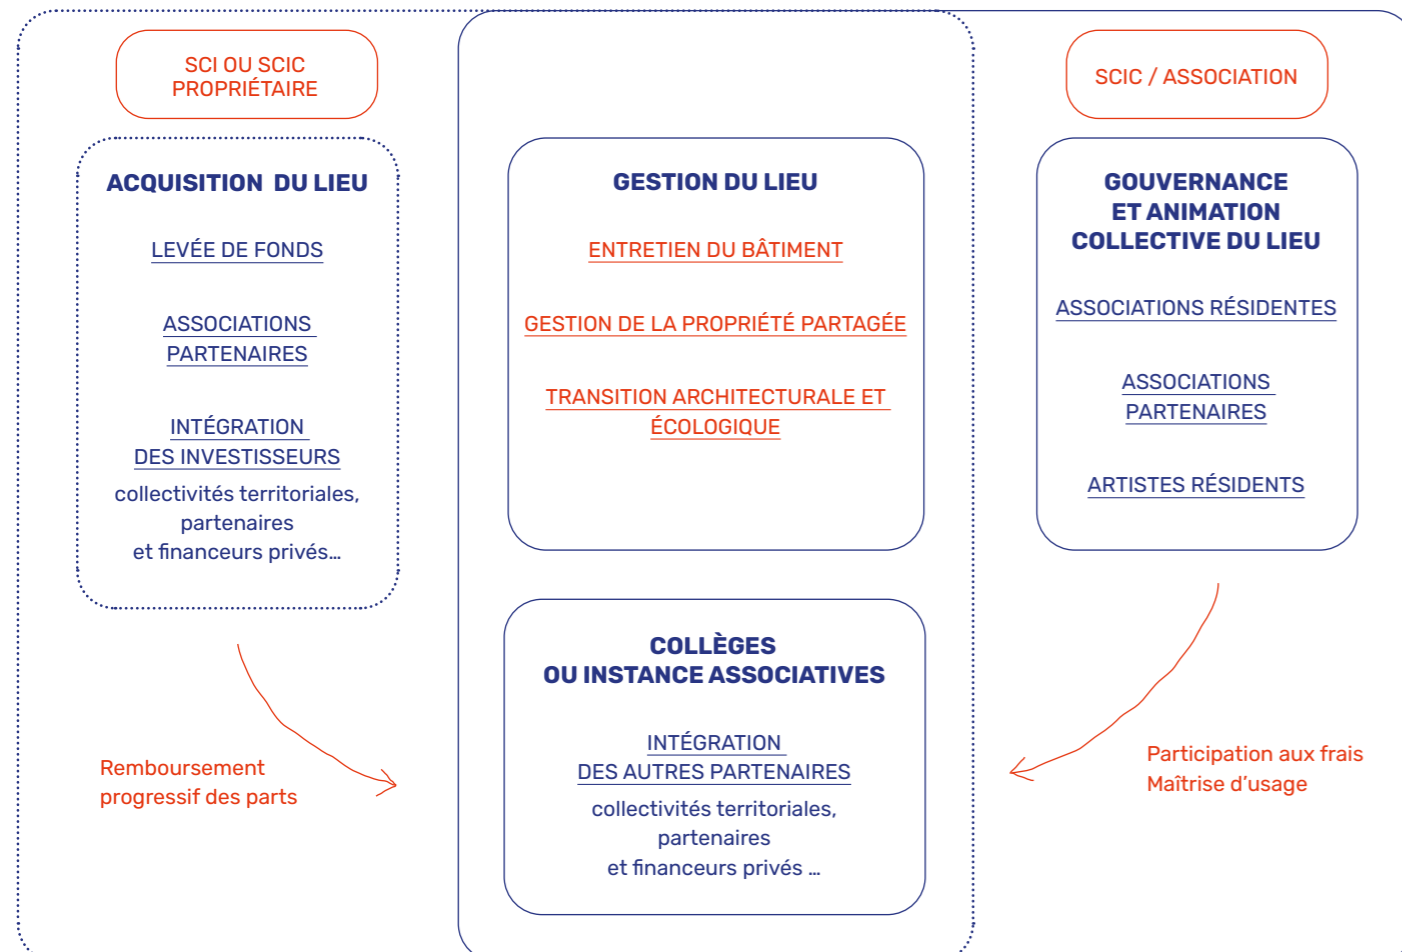 SCI OU SCIC
PROPRIÉTAIRE
ACQUISITION DU LIEU
LEVÉE DE FONDS
ASSOCIATIONS
PARTENAIRES
INTÉGRATION
DES INVESTISSEURS
collectivités territoriales,
partenaires
et financeurs privés...
Remboursement
progressif des parts
GESTION DU LIEU
ENTRETIEN DU BÂTIMENT
GESTION DE LA PROPRIÉTÉ PARTAGÉE
TRANSITION ARCHITECTURALE ET
ÉCOLOGIQUE
COLLÈGES
OU INSTANCE ASSOCIATIVES
INTÉGRATION
DES AUTRES PARTENAIRES
collectivités territoriales,
partenaires
et financeurs privés ...
SCIC / ASSOCIATION
GOUVERNANCE
ET ANIMATION
COLLECTIVE DU LIEU
ASSOCIATIONS RÉSIDENTES
ASSOCIATIONS
PARTENAIRES
ARTISTES RÉSIDENTS
Participation aux frais
Maîtrise d'usage